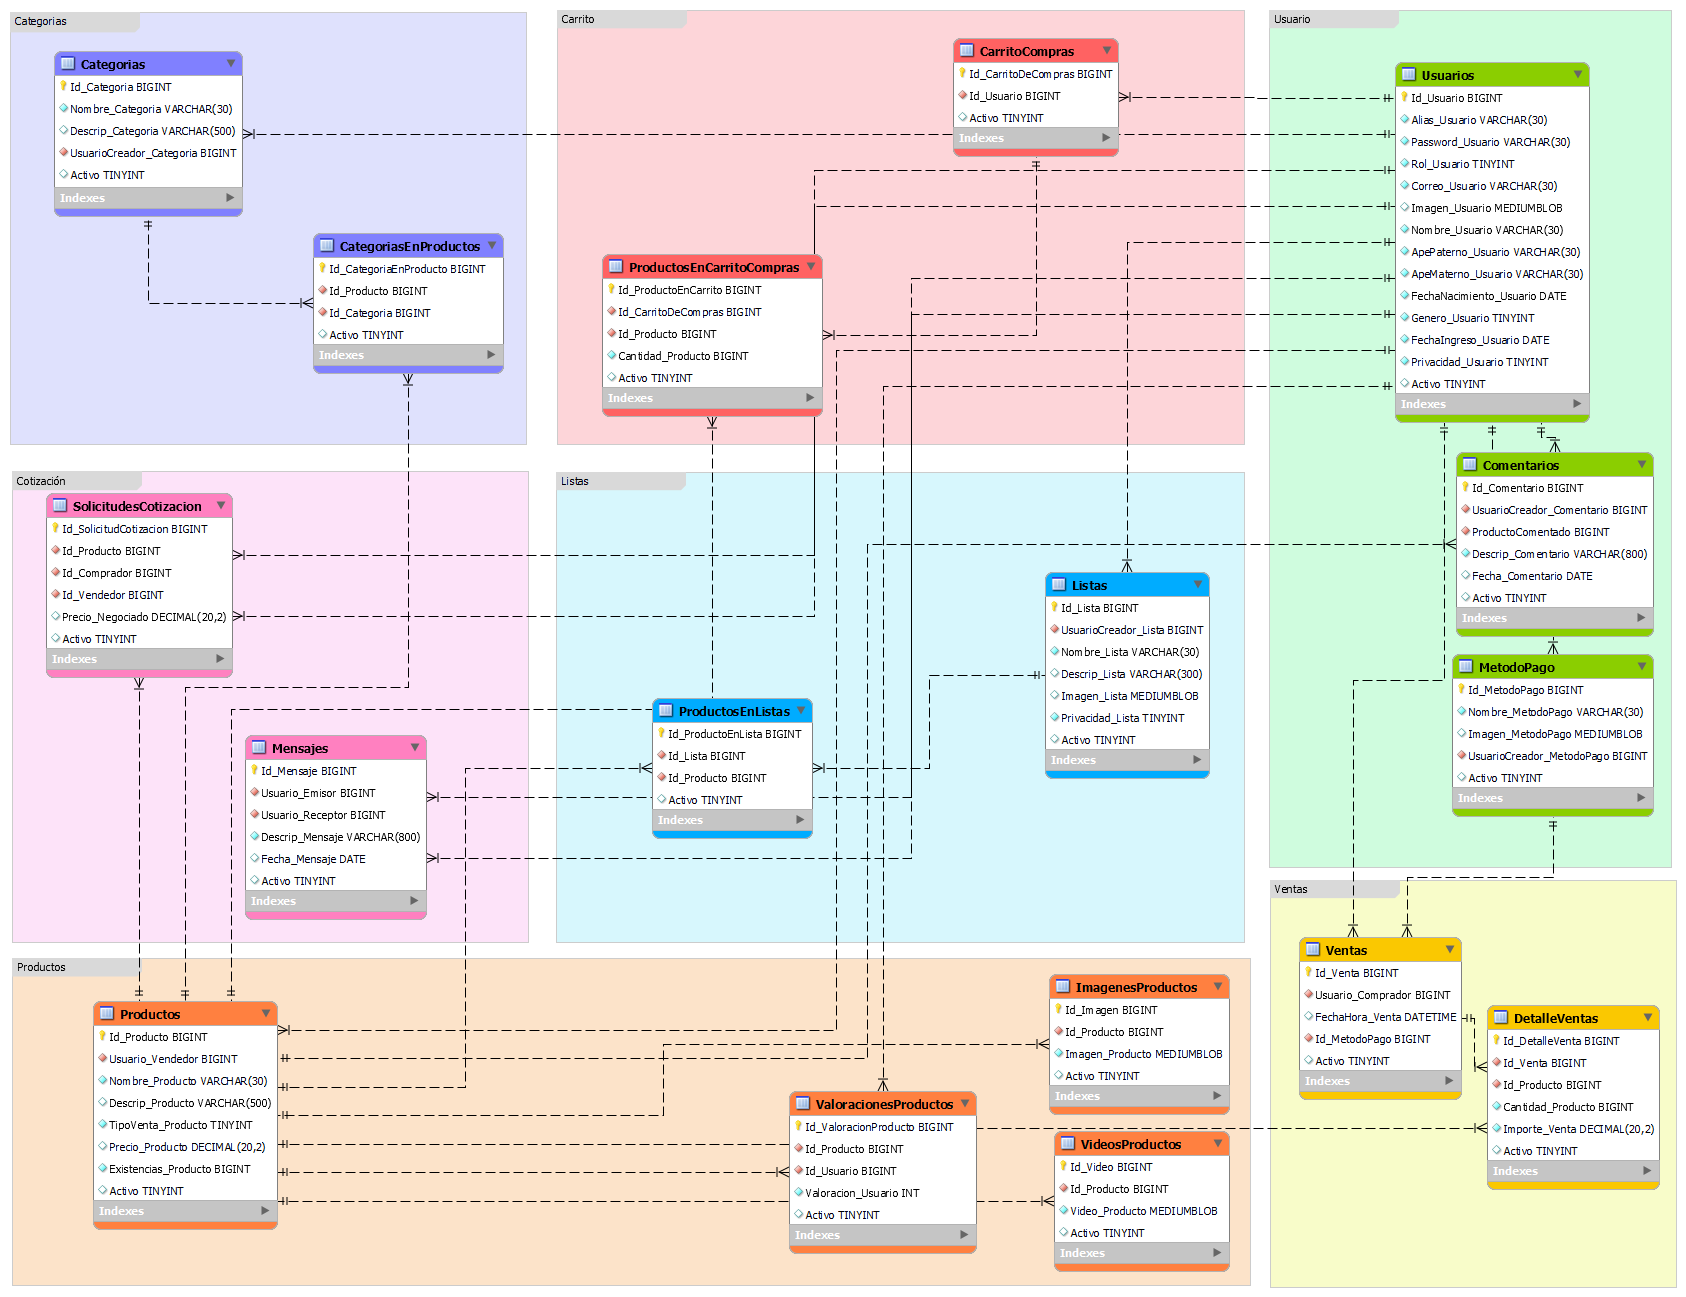 Categorias
Categorias
Id_Categoria BIGINT
Nombre_Categoria VARCHAR(30)
Descrip_Categoria VARCHAR(500)
UsuarioCreador_Categoria BIGINT
Activo TINYINT
Indexes
CategoriasEnProductos
Id_CategoriaEnProducto BIGINT
Id_Producto BIGINT
Id_Categoria BIGINT
Activo TINYINT
Indexes
Carrito
CarritoCompras
Id_CarritoDeCompras BIGINT
Id_Usuario BIGINT
Activo TINYINT
Indexes
ProductosEnCarritoCompras
Id_ProductoEnCarrito BIGINT
Id_CarritoDeCompras BIGINT
Id_Producto BIGINT
Cantidad_Producto BIGINT
Activo TINYINT
Indexes
Usuario
Usuarios
Id_Usuario BIGINT
Alias_Usuario VARCHAR(30)
Password_Usuario VARCHAR(30)
Rol_Usuario TINYINT
Correo_Usuario VARCHAR(30)
Imagen_Usuario MEDIUMBLOB
Nombre_Usuario VARCHAR(30)
ApePaterno_Usuario VARCHAR(30)
ApeMaterno_Usuario VARCHAR(30)
FechaNacimiento_Usuario DATE
Genero_Usuario TINYINT
FechaIngreso_Usuario DATE
Privacidad_Usuario TINYINT
Activo TINYINT
Indexes
Comentarios
Id_Comentario BIGINT
UsuarioCreador_Comentario BIGINT
ProductoComentado BIGINT
Descrip_Comentario VARCHAR(800)
Fecha_Comentario DATE
Activo TINYINT
Indexes
MetodoPago
Id_MetodoPago BIGINT
Nombre_MetodoPago VARCHAR(30)
Imagen_MetodoPago MEDIUMBLOB
UsuarioCreador_MetodoPago BIGINT
Activo TINYINT
Indexes
Cotización
SolicitudesCotizacion
Id_SolicitudCotizacion BIGINT
Id_Producto BIGINT
Id_Comprador BIGINT
Id_Vendedor BIGINT
Precio_Negociado DECIMAL(20,2)
Activo TINYINT
Indexes
Mensajes
Id_Mensaje BIGINT
Usuario_Emisor BIGINT
Usuario_Receptor BIGINT
Descrip_Mensaje VARCHAR(800)
Fecha_Mensaje DATE
Activo TINYINT
Indexes
Listas
Listas
Id_Lista BIGINT
UsuarioCreador_Lista BIGINT
Nombre_Lista VARCHAR(30)
Descrip_Lista VARCHAR(300)
Imagen_Lista MEDIUMBLOB
Privacidad_Lista TINYINT
Activo TINYINT
Indexes
ProductosEnListas
Id_ProductoEnLista BIGINT
Id_Lista BIGINT
Id_Producto BIGINT
Activo TINYINT
Indexes
Productos
Productos
Id_Producto BIGINT
Usuario_Vendedor BIGINT
Nombre_Producto VARCHAR(30)
Descrip_Producto VARCHAR(500)
TipoVenta_Producto TINYINT
Precio_Producto DECIMAL(20,2)
Existencias_Producto BIGINT
Activo TINYINT
Indexes
ImagenesProductos
Id_Imagen BIGINT
Id_Producto BIGINT
Imagen_Producto MEDIUMBLOB
Activo TINYINT
Indexes
ValoracionesProductos
Id_ValoracionProducto BIGINT
Id_Producto BIGINT
Id_Usuario BIGINT
Valoracion_Usuario INT
Activo TINYINT
Indexes
VideosProductos
Id_Video BIGINT
Id_Producto BIGINT
Video_Producto MEDIUMBLOB
Activo TINYINT
Indexes
Ventas
Ventas
Id_Venta BIGINT
Usuario_Comprador BIGINT
FechaHora_Venta DATETIME
Id_MetodoPago BIGINT
Activo TINYINT
Indexes
DetalleVentas
Id_DetalleVenta BIGINT
Id_Venta BIGINT
Id_Producto BIGINT
Cantidad_Producto BIGINT
Importe_Venta DECIMAL(20,2)
Activo TINYINT
Indexes